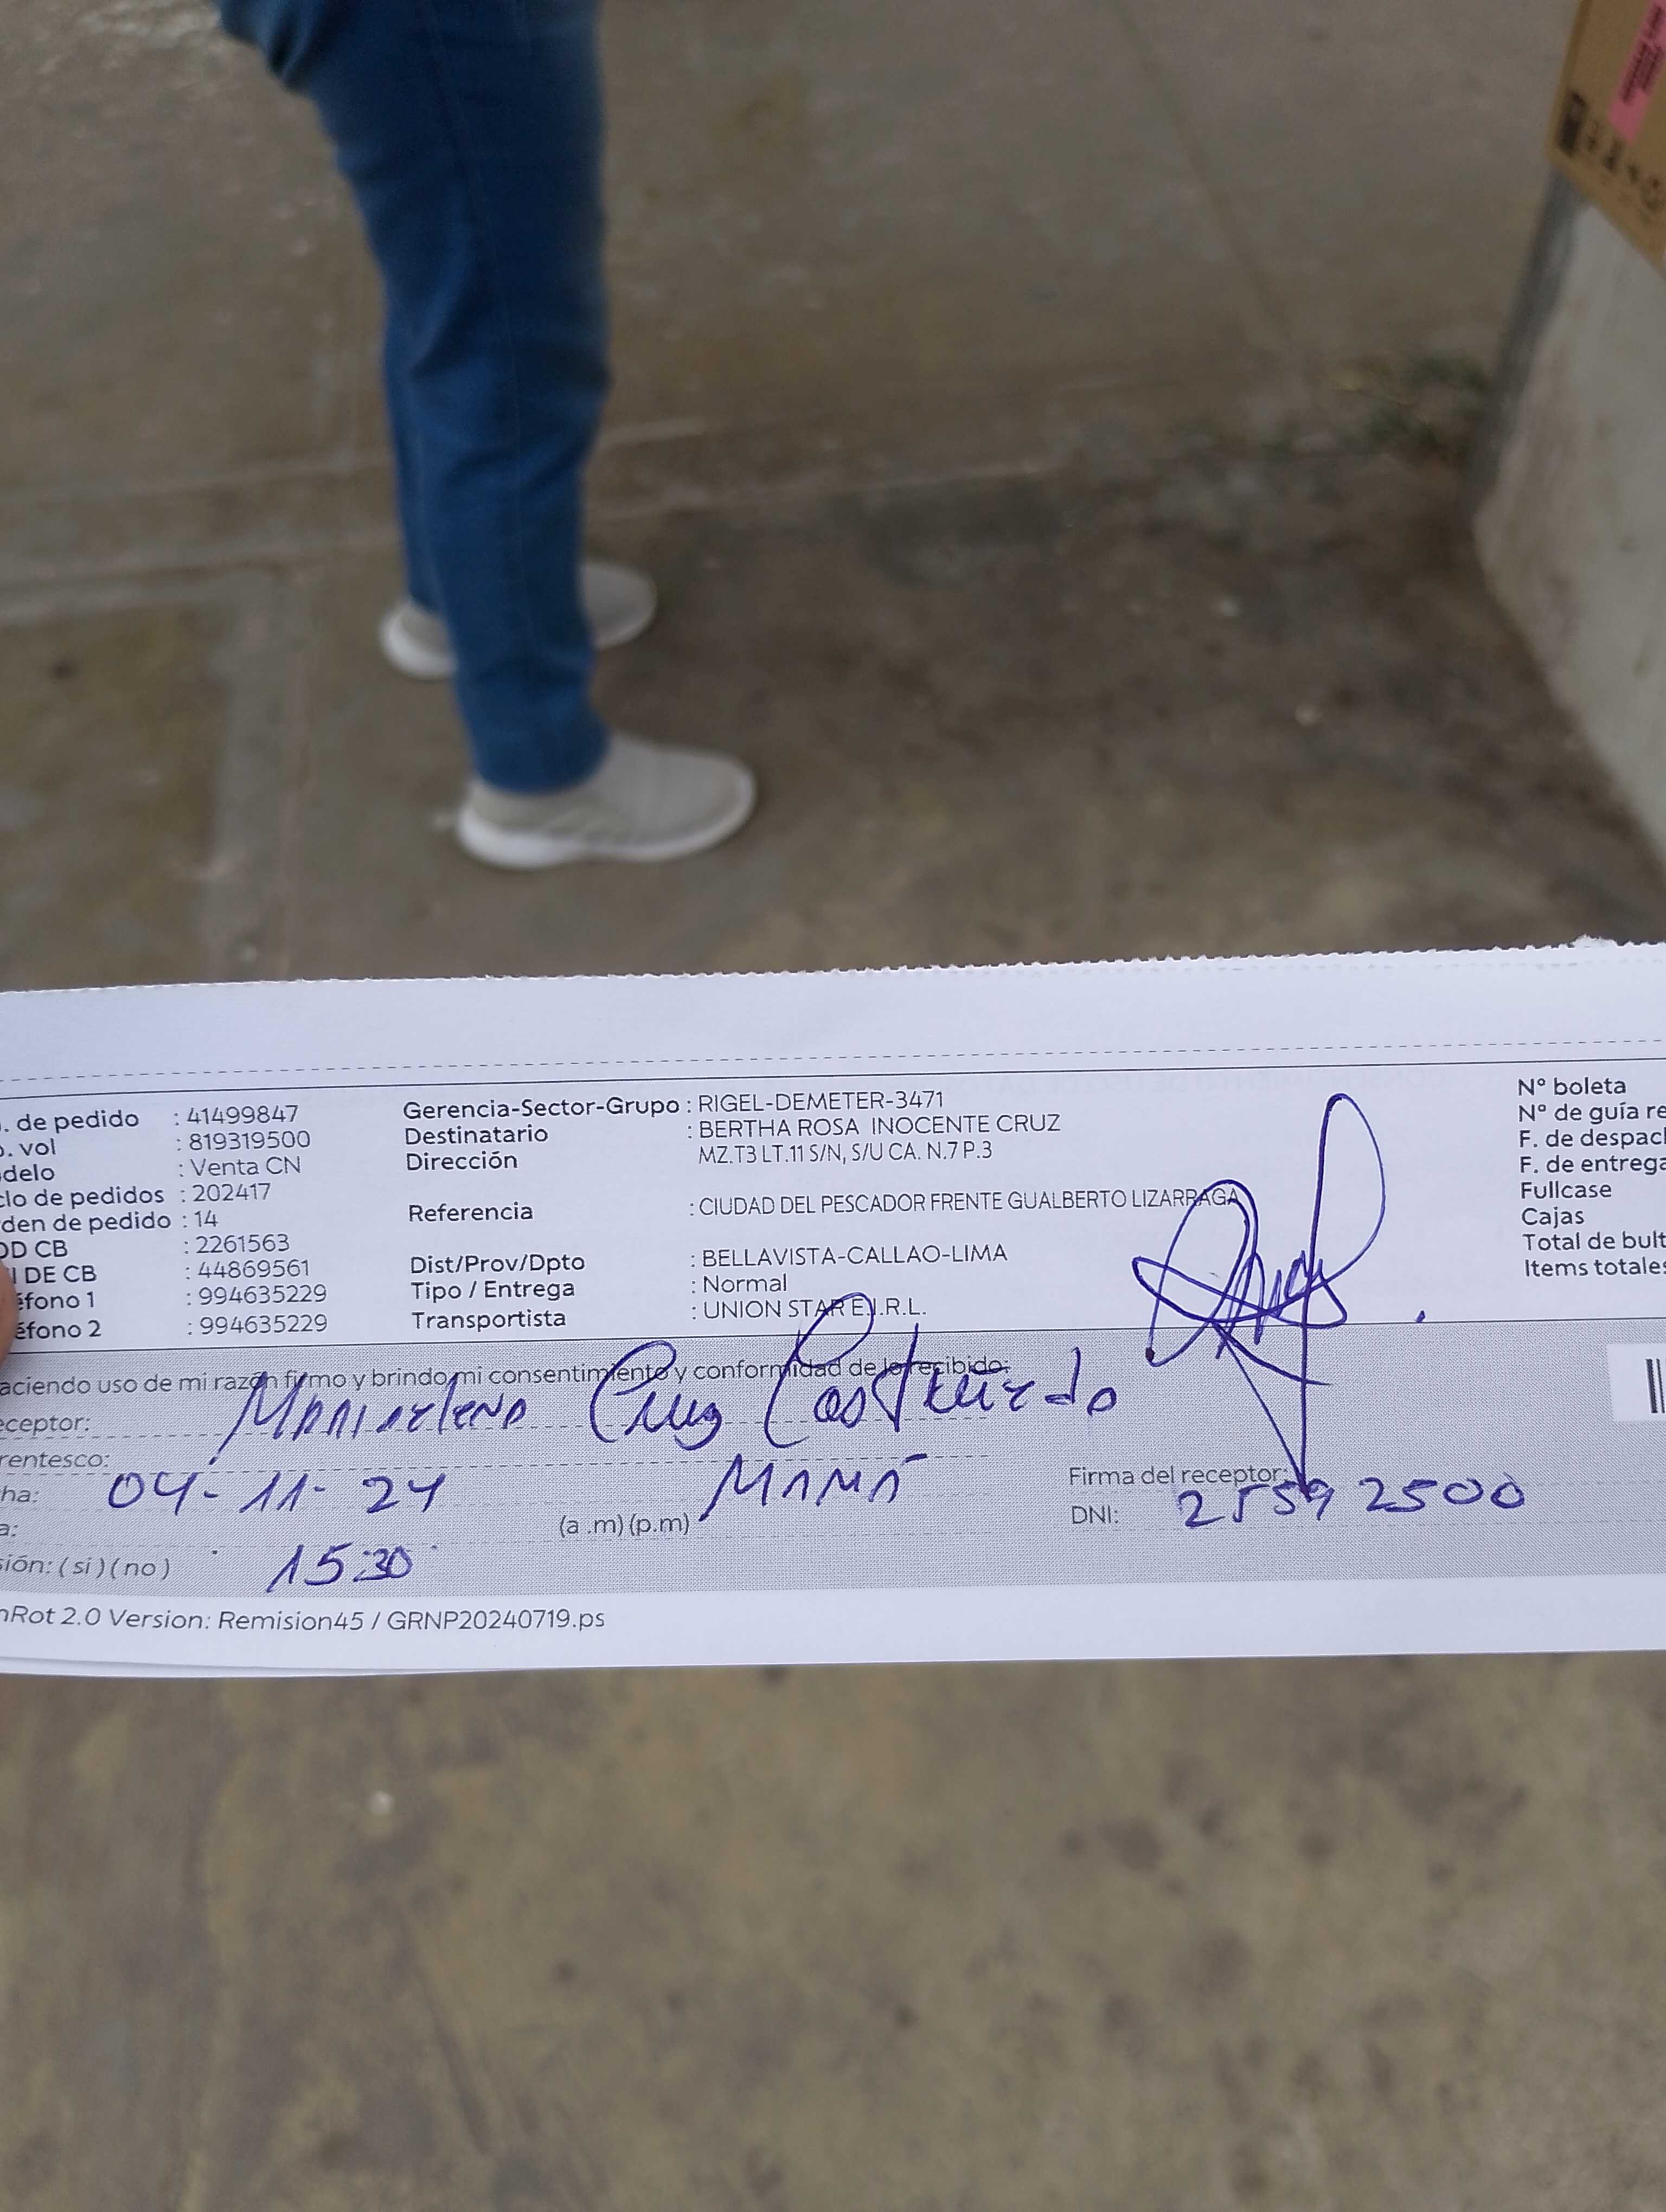 . de pedido : 41499847
o. vol : 819319500
delo : Venta CN
clo de pedidos : 202417
den de pedido : 14
OD CB : 2261563
I DE CB : 44869561
éfono 1 : 994635229
éfono 2 : 994635229
Gerencia-Sector-Grupo : RIGEL-DEMETER-3471
Destinatario : BERTHA ROSA INOCENTE CRUZ
Dirección MZ.T3 LT.11 S/N, S/U CA. N.7 P.3
Referencia : CIUDAD DEL PESCADOR FRENTE GUALBERTO LIZARRAGA
Dist/Prov/Dpto : BELLAVISTA-CALLAO-LIMA
Tipo / Entrega : Normal
Transportista : UNION STAR E.I.R.L.
N° boleta
N° de guía re
F. de despach
F. de entrega
Fullcase
Cajas
Total de bult
Items totales
aciendo uso de mi razón firmo y brindo mi consentimiento y conformidad de lo recibido:
eceptor: Cruz
rentesco:
ha: 04-11-24 MAMÁ
a: (a .m) (p.m)
sión: ( si ) ( no ) 15:30
Firma del receptor:
DNI: 25592500
nRot 2.0 Version: Remision45 / GRNP20240719.ps